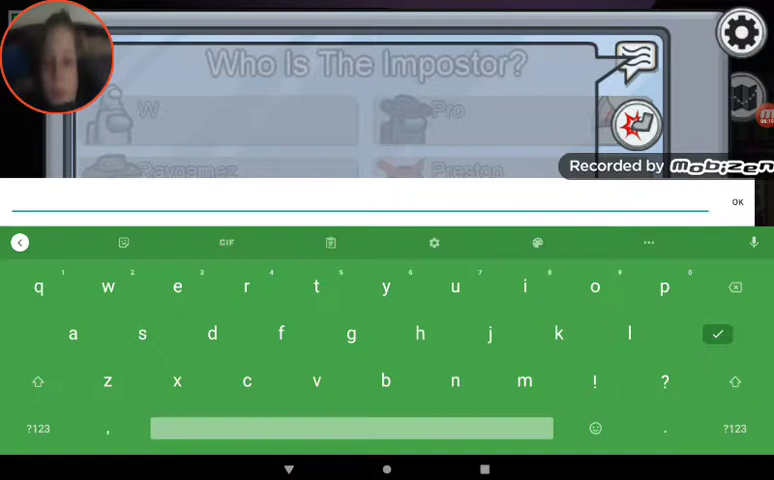 Who Is The Impostor?
W
Pro
Raygamez
Preston
Recorded by mobizen
OK
GIF
1 2 3 4 5 6 7 8 9 0
q w e r t y u i o p
a s d f g h j k l
z x c v b n m ! ?
?123 , . ?123